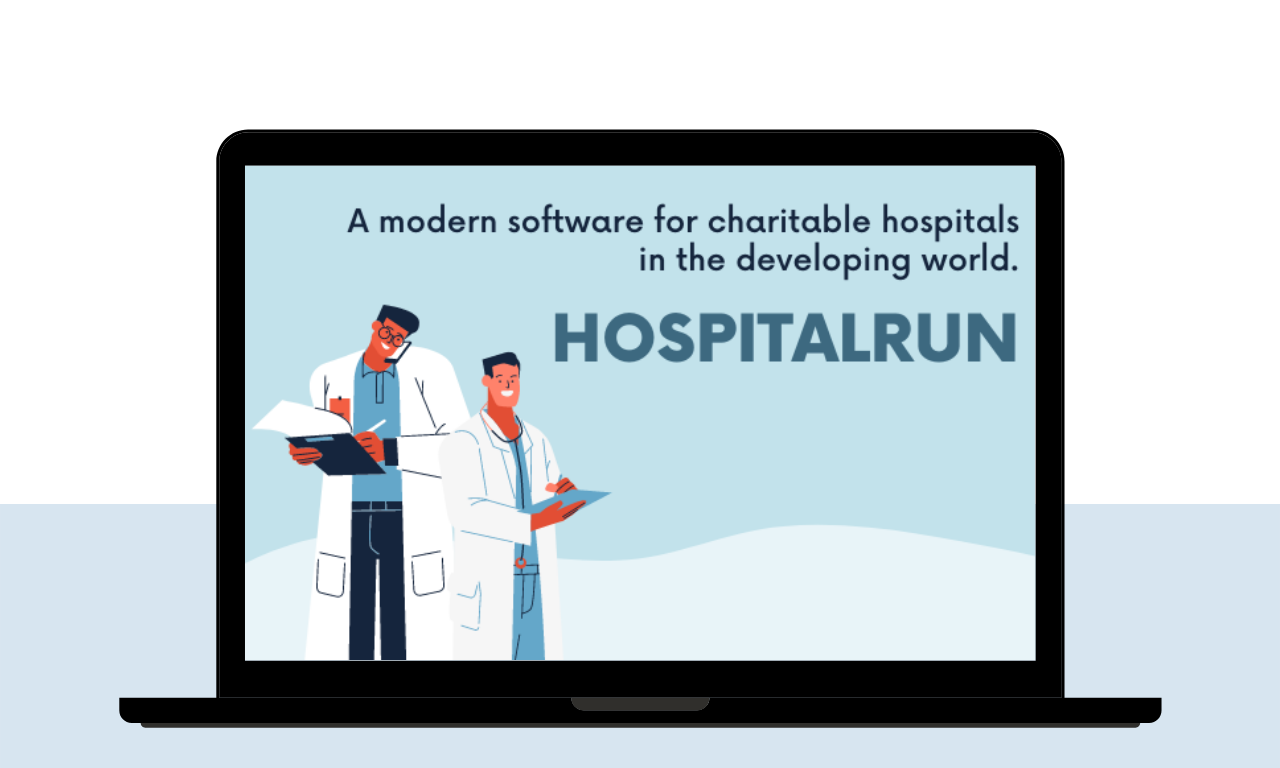 A modern software for charitable hospitals
in the developing world.
HOSPITALRUN